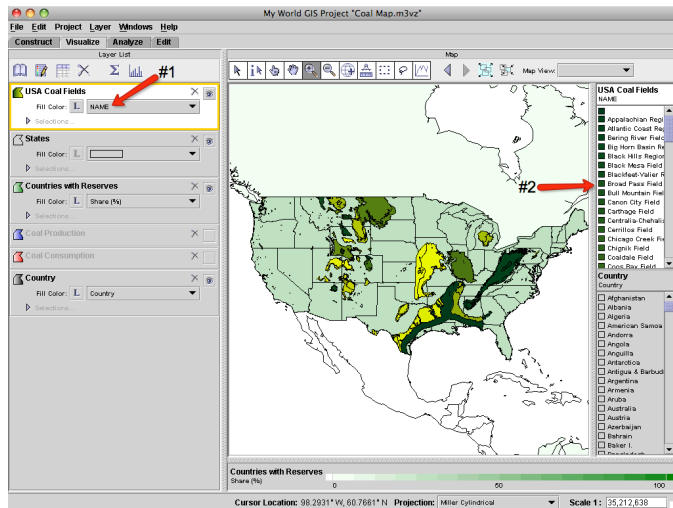 My World GIS Project "Coal Map.m3vz"
File Edit Project Layer Windows Help
Construct Visualize Analyze Edit
Layer List
Σ
#1
USA Coal Fields
Fill Color: L NAME
Selections...
States
Fill Color: L
Selections...
Countries with Reserves
Fill Color: L Share (%)
Selections...
Coal Production
Coal Consumption
Country
Fill Color: L Country
Selections...
Map
Map View:
#2
USA Coal Fields
NAME
Appalachian Regi
Atlantic Coast Reg
Bering River Field
Big Horn Basin Re
Black Hills Region
Black Mesa Field
Blackfeet-Valier R
Broad Pass Field
Bull Mountain Fiel
Canon City Field
Carthage Field
Centralia-Chehalis
Cerrillos Field
Chicago Creek Fie
Chignik Field
Coaldale Field
Coos Bay Field
Country
Country
Afghanistan
Albania
Algeria
American Samoa
Andorra
Angola
Anguilla
Antarctica
Antigua & Barbud
Argentina
Armenia
Aruba
Australia
Austria
Azerbaijan
Bahrain
Baker I.
Bangladesh
Countries with Reserves
Share (%)
0 50 100
Cursor Location: 98.2931° W, 60.7661° N Projection: Miller Cylindrical Scale 1: 35,212,638